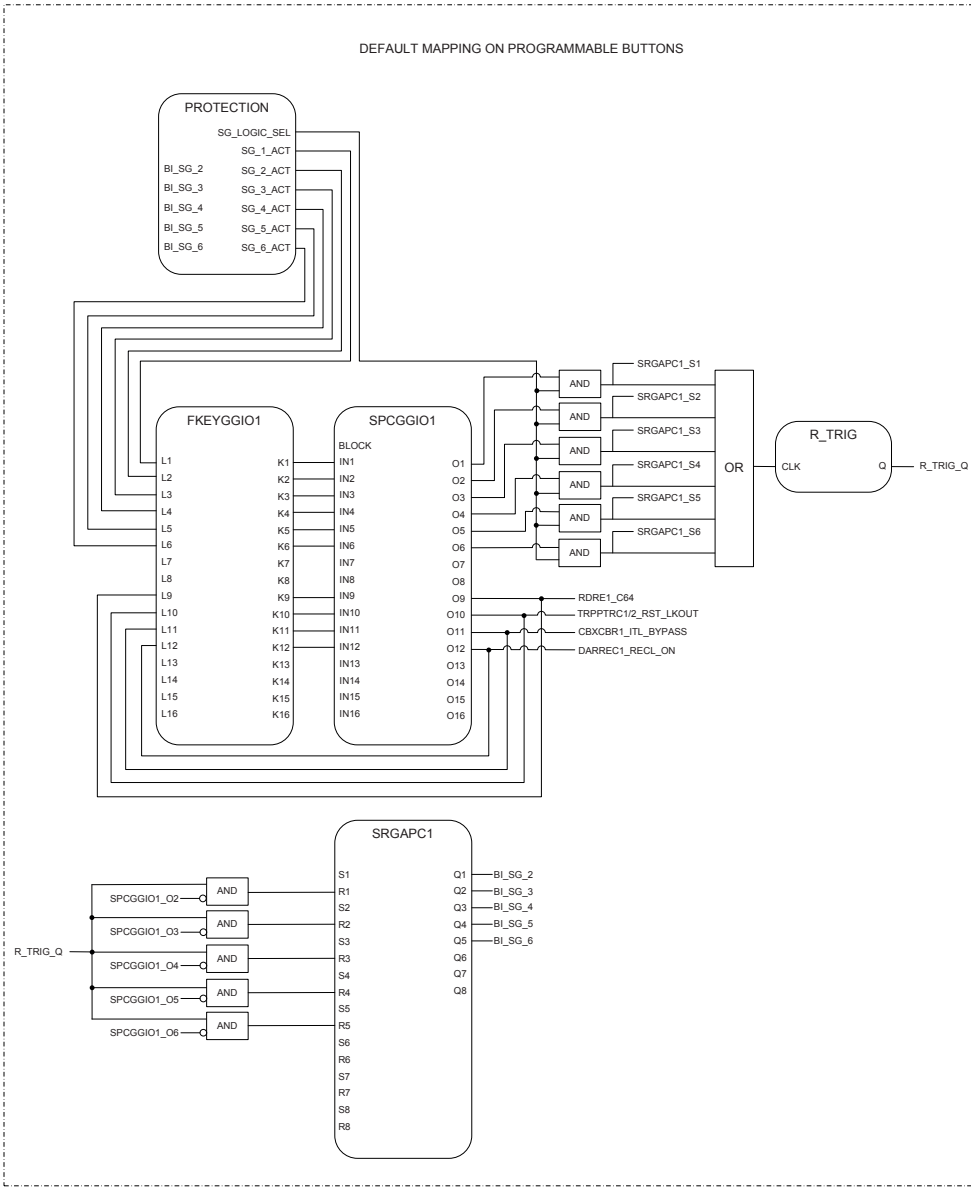 DEFAULT MAPPING ON PROGRAMMABLE BUTTONS
PROTECTION
SG_LOGIC_SEL
SG_1_ACT
BI_SG_2 SG_2_ACT
BI_SG_3 SG_3_ACT
BI_SG_4 SG_4_ACT
BI_SG_5 SG_5_ACT
BI_SG_6 SG_6_ACT
FKEYGGIO1
L1
L2
L3
L4
L5
L6
L7
L8
L9
L10
L11
L12
L13
L14
L15
L16
K1
K2
K3
K4
K5
K6
K7
K8
K9
K10
K11
K12
K13
K14
K15
K16
SPCGGIO1
BLOCK
IN1
IN2
IN3
IN4
IN5
IN6
IN7
IN8
IN9
IN10
IN11
IN12
IN13
IN14
IN15
IN16
O1
O2
O3
O4
O5
O6
O7
O8
O9
O10
O11
O12
O13
O14
O15
O16
AND
AND
AND
AND
AND
AND
SRGAPC1_S1
SRGAPC1_S2
SRGAPC1_S3
SRGAPC1_S4
SRGAPC1_S5
SRGAPC1_S6
OR
R_TRIG
CLK Q
R_TRIG_Q
RDRE1_C64
TRPPTRC1/2_RST_LKOUT
CBXCBR1_ITL_BYPASS
DARREC1_RECL_ON
R_TRIG_Q
SPCGGIO1_O2
SPCGGIO1_O3
SPCGGIO1_O4
SPCGGIO1_O5
SPCGGIO1_O6
AND
AND
AND
AND
AND
SRGAPC1
S1
R1
S2
R2
S3
R3
S4
R4
S5
R5
S6
R6
S7
R7
S8
R8
Q1
Q2
Q3
Q4
Q5
Q6
Q7
Q8
BI_SG_2
BI_SG_3
BI_SG_4
BI_SG_5
BI_SG_6